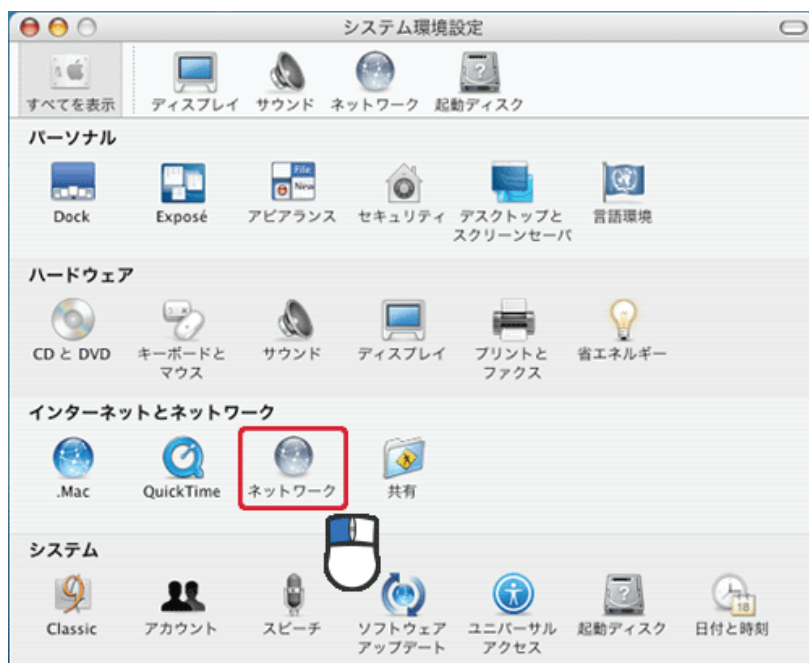 システム環境設定
すべてを表示 ディスプレイ サウンド ネットワーク 起動ディスク
パーソナル
Dock Exposé アピアランス セキュリティ デスクトップと 言語環境
スクリーンセーバ
File
New
ハードウェア
CD と DVD キーボードと サウンド ディスプレイ プリントと 省エネルギー
マウス ファクス
インターネットとネットワーク
.Mac QuickTime ネットワーク 共有
システム
18
Classic アカウント スピーチ ソフトウェア ユニバーサル 起動ディスク 日付と時刻
アップデート アクセス